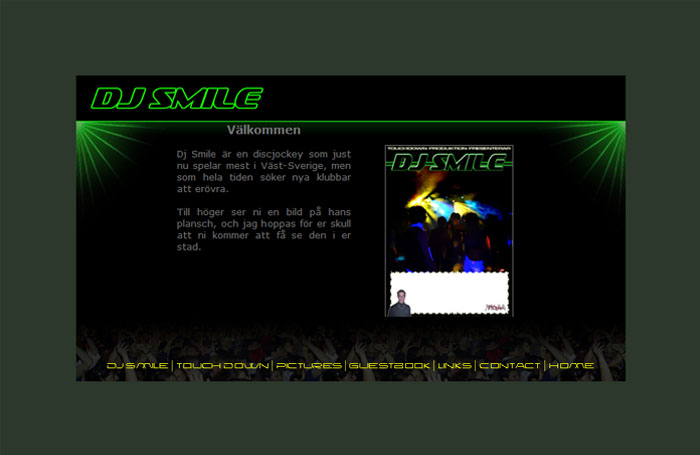 DJ SMILE
Välkommen
Dj Smile är en discjockey som just
nu spelar mest i Väst-Sverige, men
som hela tiden söker nya klubbar
att erövra.
Till höger ser ni en bild på hans
plansch, och jag hoppas för er skull
att ni kommer att få se den i er
stad.
TOUCHDOWN PRODUKTION PRESENTERAR
DJ SMILE
DJ SMILE | TOUCH DOWN | PICTURES | GUESTBOOK | LINKS | CONTACT | HOME